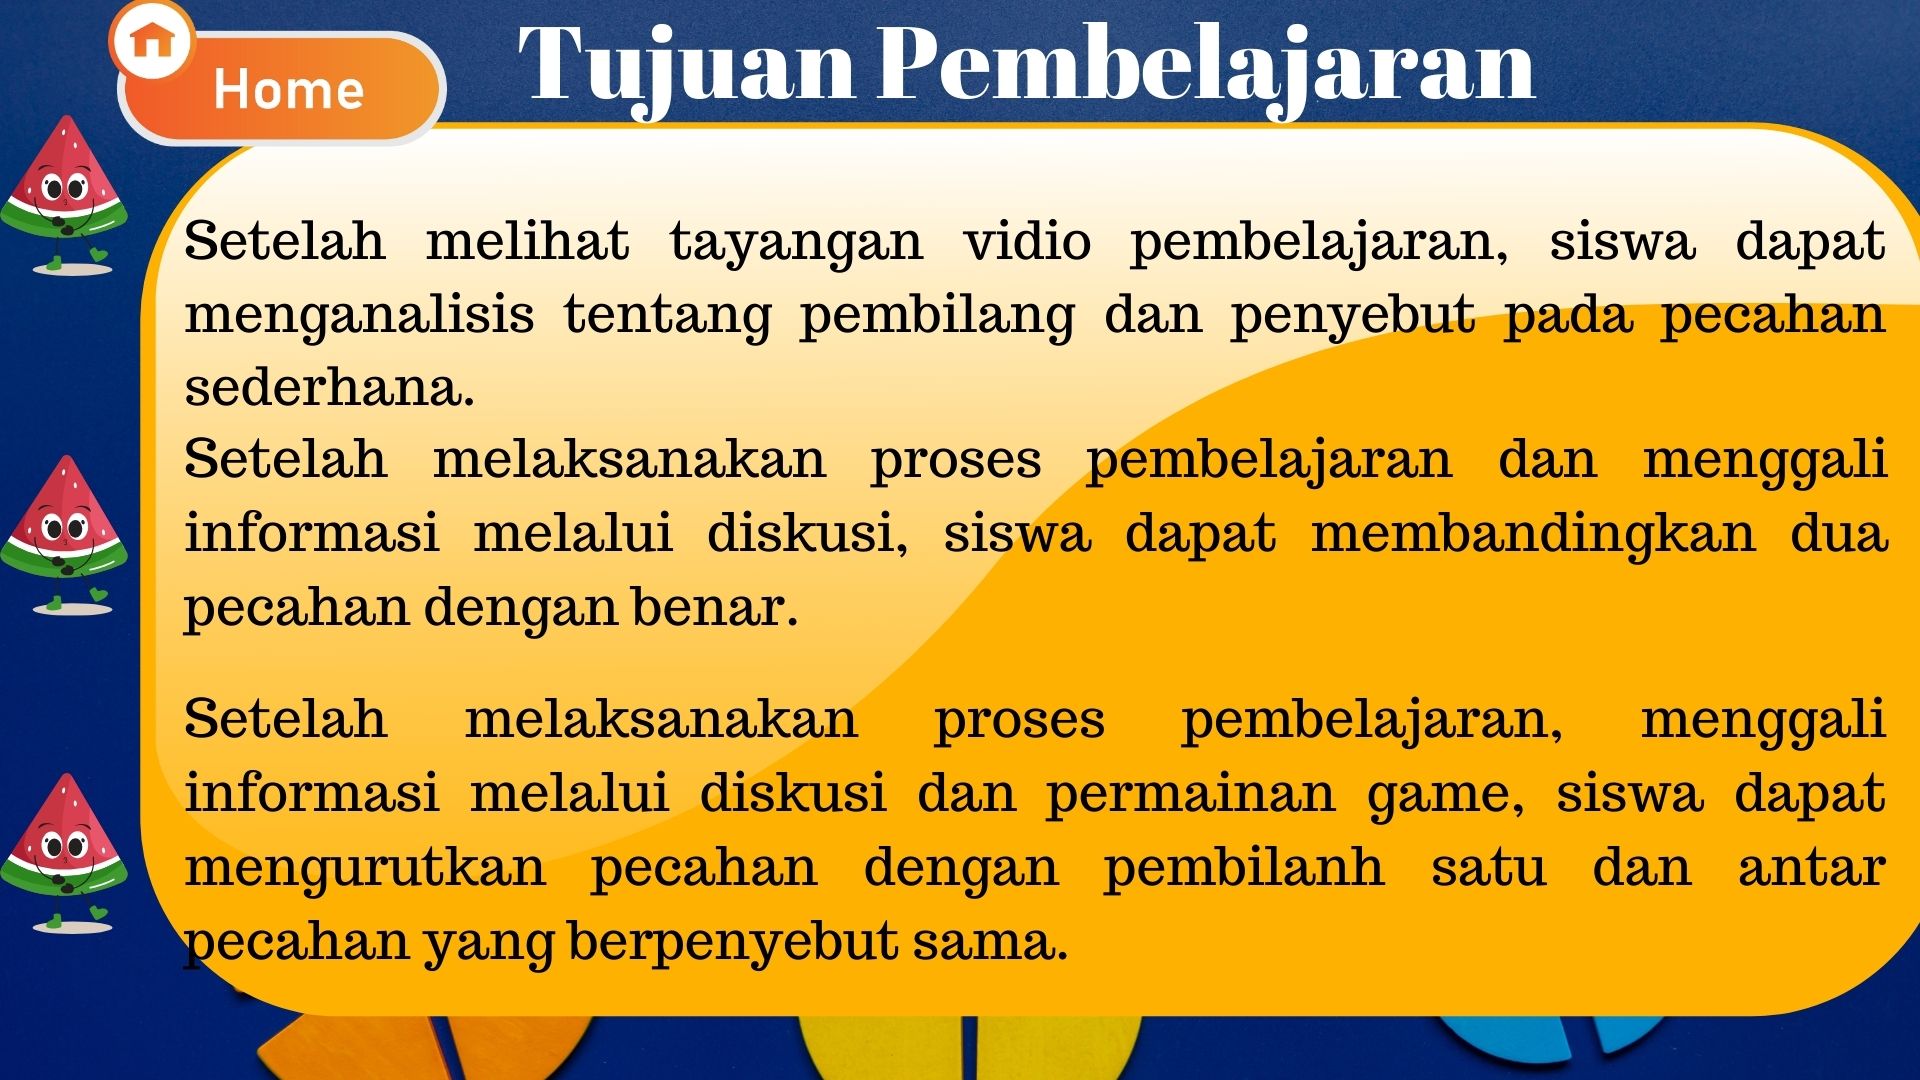 Tujuan Pembelajaran
Home
Setelah melihat tayangan vidio pembelajaran, siswa dapat
menganalisis tentang pembilang dan penyebut pada pecahan
sederhana.
Setelah melaksanakan proses pembelajaran dan menggali
informasi melalui diskusi, siswa dapat membandingkan dua
pecahan dengan benar.
Setelah melaksanakan proses pembelajaran, menggali
informasi melalui diskusi dan permainan game, siswa dapat
mengurutkan pecahan dengan pembilanh satu dan antar
pecahan yang berpenyebut sama.